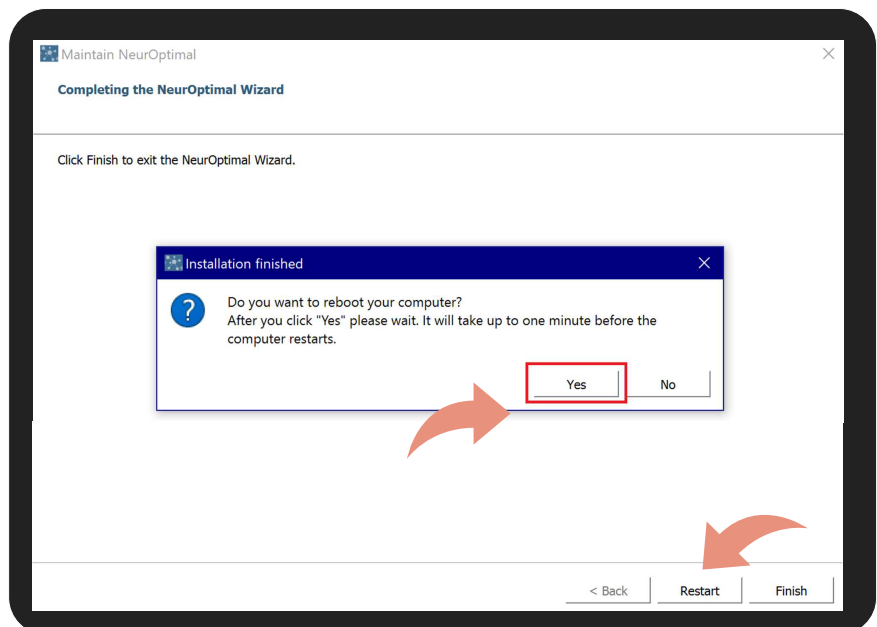 Maintain NeurOptimal
Completing the NeurOptimal Wizard
Click Finish to exit the NeurOptimal Wizard.
Installation finished
Do you want to reboot your computer?
After you click "Yes" please wait. It will take up to one minute before the
computer restarts.
Yes No
< Back Restart Finish